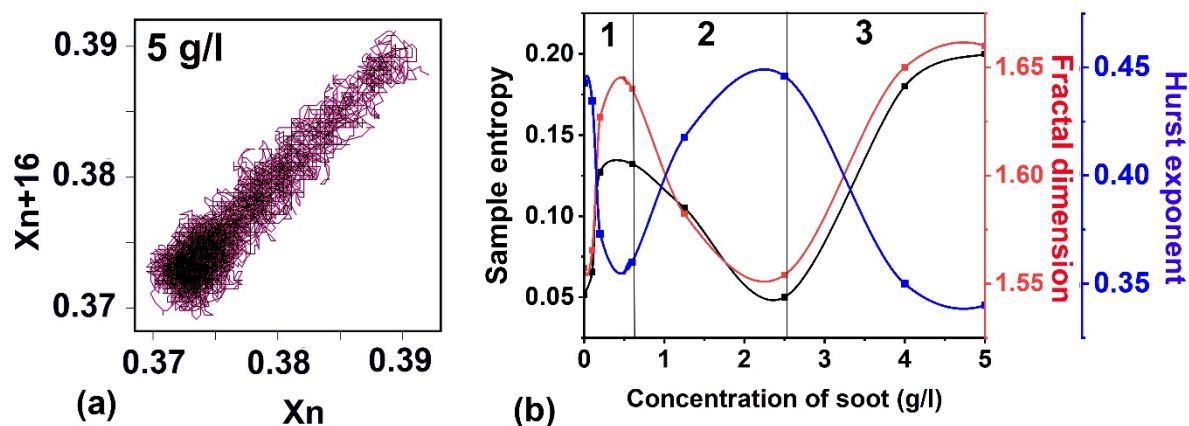 5 g/l
Xn+16
0.39
0.38
0.37
0.37 0.38 0.39
Xn
(a)
1 2 3
Sample entropy
0.20
0.15
0.10
0.05
0 1 2 3 4 5
Concentration of soot (g/l)
(b)
1.65
1.60
1.55
Fractal dimension
0.45
0.40
0.35
Hurst exponent